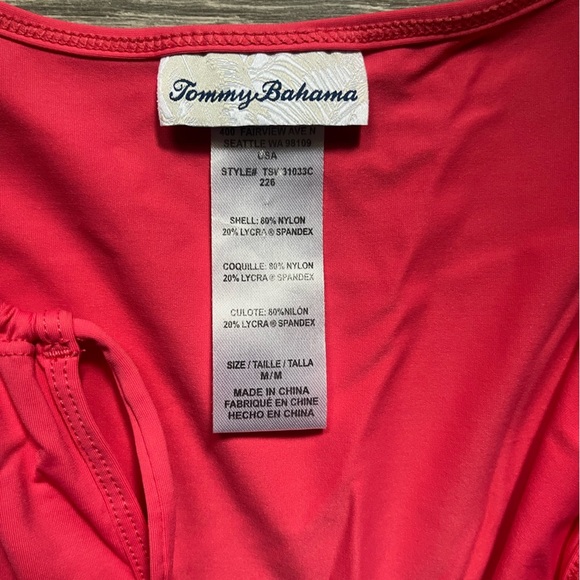 Tommy Bahama
400 FAIRVIEW AVE N
SEATTLE WA 98109
USA
STYLE# TSW31033C
226
SHELL: 80% NYLON
20% LYCRA® SPANDEX
COQUILLE: 80% NYLON
20% LYCRA® SPANDEX
CULOTE: 80%NILÓN
20% LYCRA® SPANDEX
SIZE / TAILLE / TALLA
M/M
MADE IN CHINA
FABRIQUÉ EN CHINE
HECHO EN CHINA